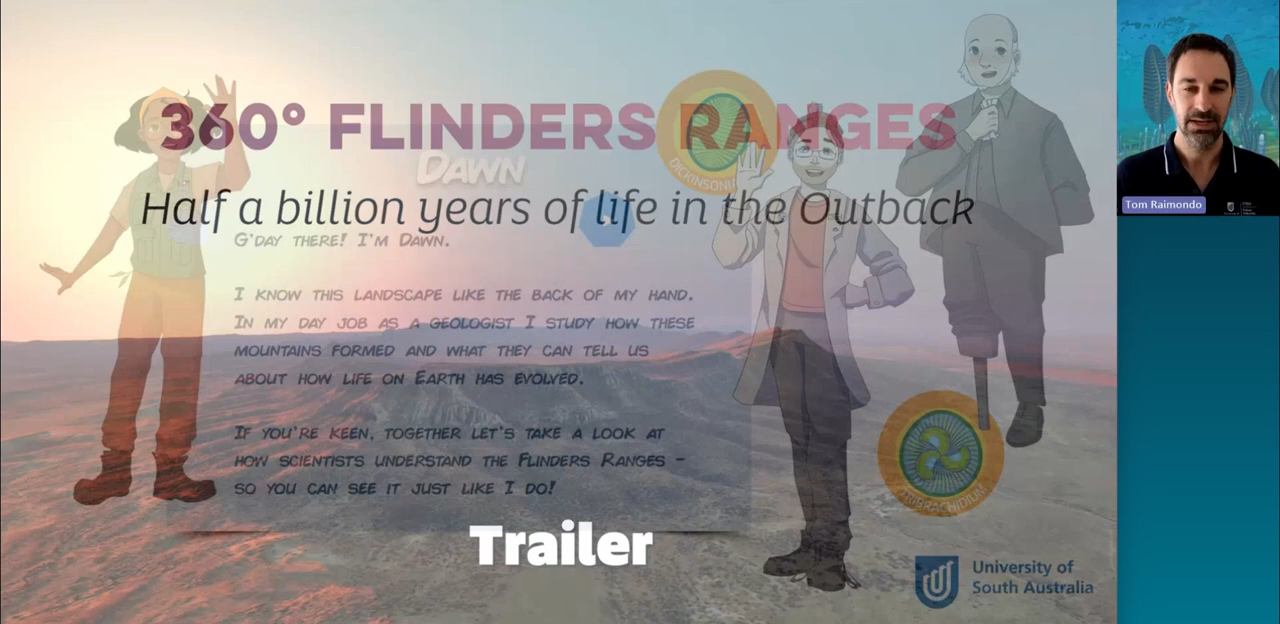 360° FLINDERS RANGES
DAWN
DICKINSONIA
Half a billion years of life in the Outback
G'DAY THERE! I'M DAWN.
I KNOW THIS LANDSCAPE LIKE THE BACK OF MY HAND.
IN MY DAY JOB AS A GEOLOGIST I STUDY HOW THESE
MOUNTAINS FORMED AND WHAT THEY CAN TELL US
ABOUT HOW LIFE ON EARTH HAS EVOLVED.
IF YOU'RE KEEN, TOGETHER LET'S TAKE A LOOK AT
HOW SCIENTISTS UNDERSTAND THE FLINDERS RANGES –
SO YOU CAN SEE IT JUST LIKE I DO!
Trailer
University of
South Australia
Tom Raimondo